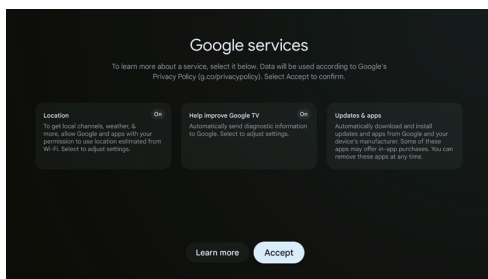 Google services
To learn more about a service, select it below. Data will be used according to Google's
Privacy Policy (g.co/privacypolicy). Select Accept to confirm.
Location
On
To get local channels, weather, &
more, allow Google and apps with your
permission to use location estimated from
Wi-Fi. Select to adjust settings.
Help improve Google TV
On
Automatically send diagnostic information
to Google. Select to adjust settings.
Updates & apps
Automatically download and install
updates and apps from Google and your
device's manufacturer. Some of these
apps may offer in-app purchases. You can
remove these apps at any time.
Learn more
Accept